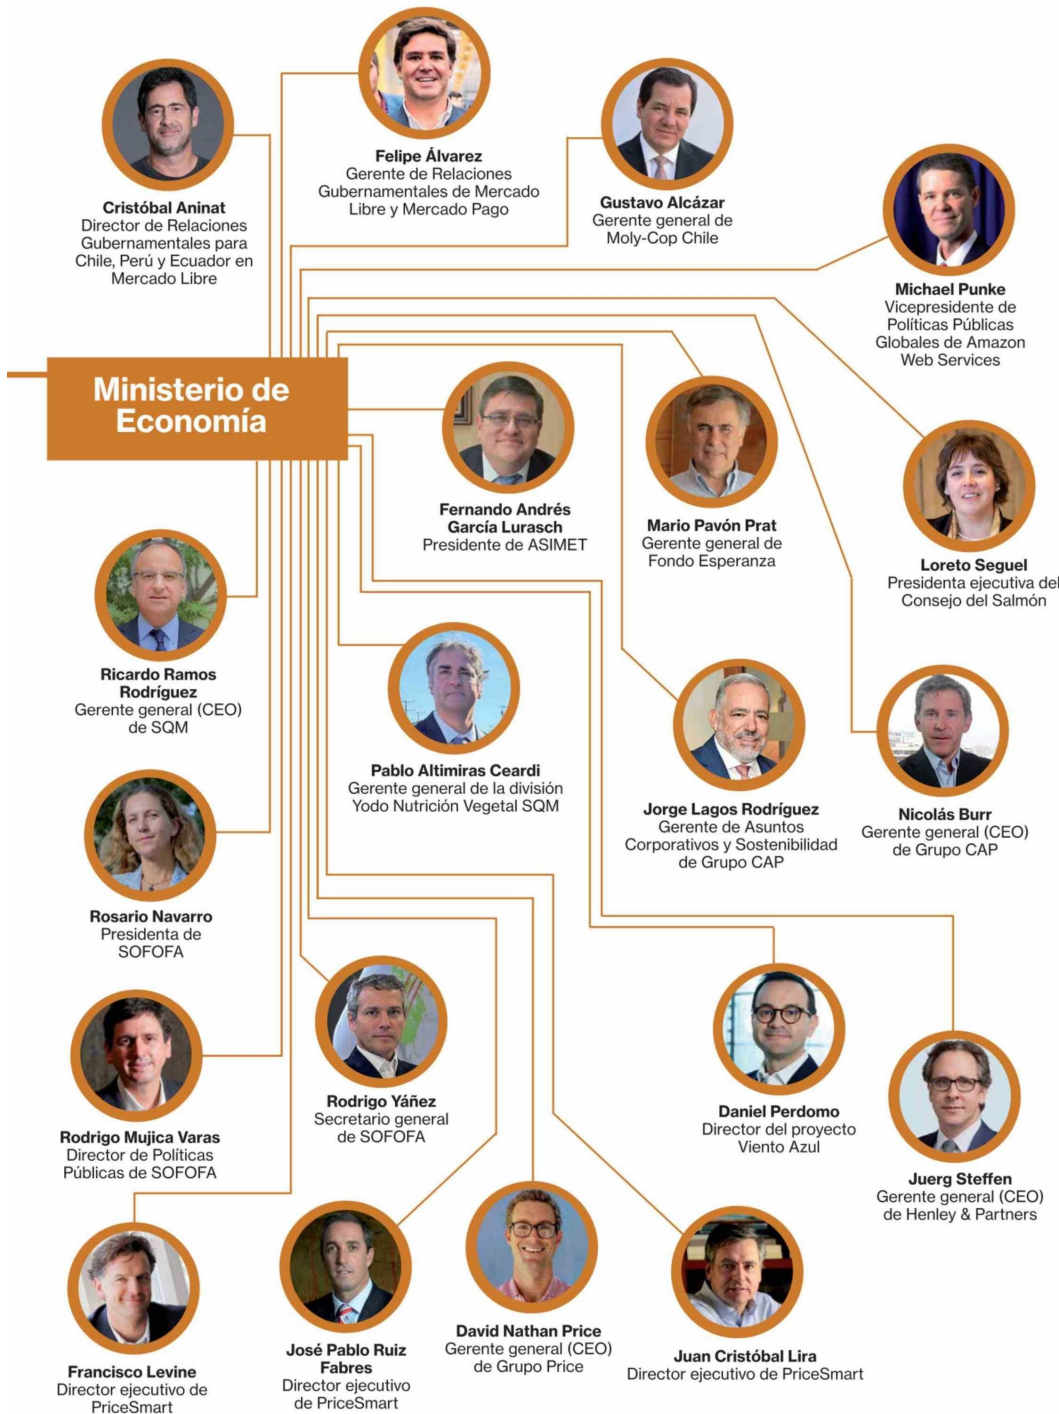 Cristóbal Aninat
Director de Relaciones
Gubernamentales para
Chile, Perú y Ecuador en
Mercado Libre
Felipe Álvarez
Gerente de Relaciones
Gubernamentales de Mercado
Libre y Mercado Pago
Gustavo Alcázar
Gerente general de
Moly-Cop Chile
Michael Punke
Vicepresidente de
Políticas Públicas
Globales de Amazon
Web Services
Ministerio de
Economía
Fernando Andrés
García Lurasch
Presidente de ASIMET
Mario Pavón Prat
Gerente general de
Fondo Esperanza
Loreto Seguel
Presidenta ejecutiva del
Consejo del Salmón
Ricardo Ramos
Rodríguez
Gerente general (CEO)
de SQM
Pablo Altimiras Ceardi
Gerente general de la división
Yodo Nutrición Vegetal SQM
Jorge Lagos Rodríguez
Gerente de Asuntos
Corporativos y Sostenibilidad
de Grupo CAP
Nicolás Burr
Gerente general (CEO)
de Grupo CAP
Rosario Navarro
Presidenta de
SOFOFA
Rodrigo Mujica Varas
Director de Políticas
Públicas de SOFOFA
Rodrigo Yáñez
Secretario general
de SOFOFA
Daniel Perdomo
Director del proyecto
Viento Azul
Juerg Steffen
Gerente general (CEO)
de Henley & Partners
Francisco Levine
Director ejecutivo de
PriceSmart
José Pablo Ruiz
Fabres
Director ejecutivo
de PriceSmart
David Nathan Price
Gerente general (CEO)
de Grupo Price
Juan Cristóbal Lira
Director ejecutivo de PriceSmart